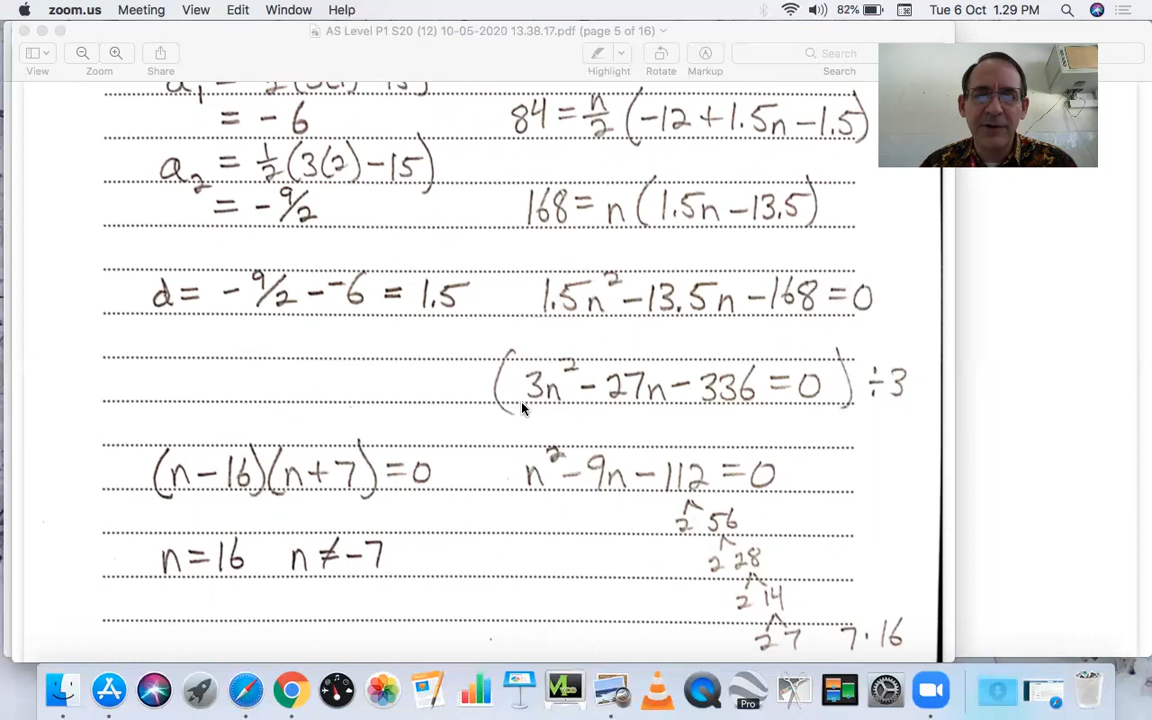 zoom.us Meeting View Edit Window Help 82% Tue 6 Oct 1.29 PM
AS Level P1 S20 (12) 10-05-2020 13.38.17.pdf (page 5 of 16)
Search
View Zoom Share Highlight Rotate Markup Search
= -6
84 = n/2 (-12 + 1.5n - 1.5)
a₂ = ½(3(2) - 15)
= -9/2
168 = n(1.5n - 13.5)
d = -9/2 - -6 = 1.5
1.5n² - 13.5n - 168 = 0
(3n² - 27n - 336 = 0) ÷3
(n - 16)(n + 7) = 0
n² - 9n - 112 = 0
2 56
n = 16 n ≠ -7
2 28
2 14
2 7 7 · 16
Pro